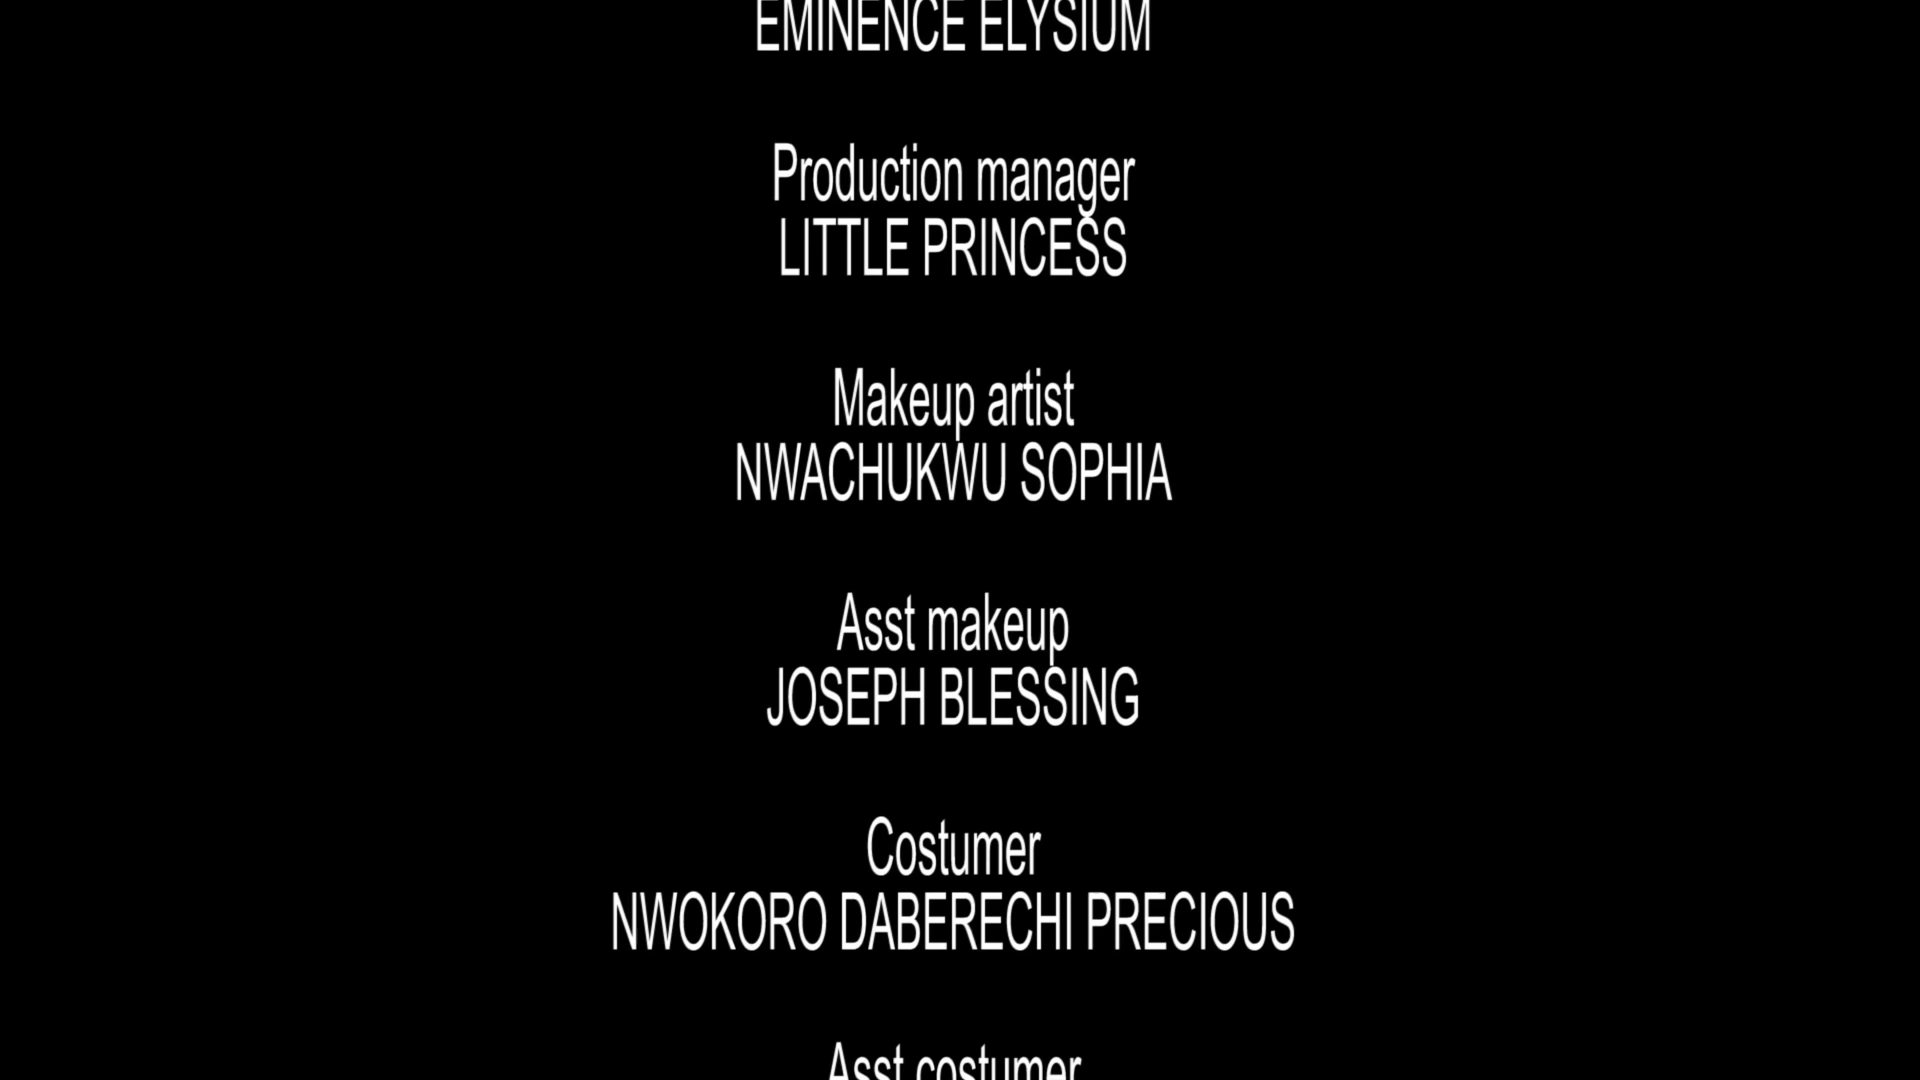 EMINENCE ELYSIUM
Production manager
LITTLE PRINCESS
Makeup artist
NWACHUKWU SOPHIA
Asst makeup
JOSEPH BLESSING
Costumer
NWOKORO DABERECHI PRECIOUS
Asst costumer